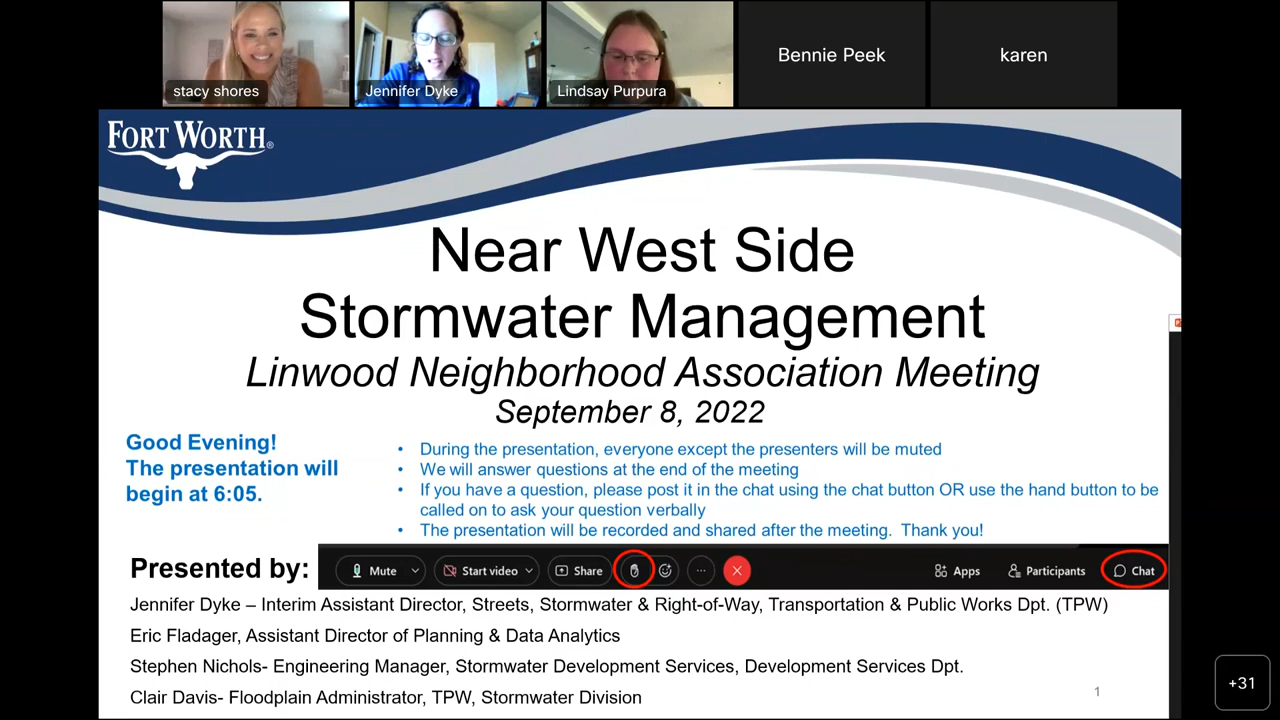 stacy shores
Jennifer Dyke
Lindsay Purpura
Bennie Peek
karen
FORT WORTH®
Near West Side
Stormwater Management
Linwood Neighborhood Association Meeting
September 8, 2022
Good Evening!
The presentation will
begin at 6:05.
• During the presentation, everyone except the presenters will be muted
• We will answer questions at the end of the meeting
• If you have a question, please post it in the chat using the chat button OR use the hand button to be
called on to ask your question verbally
• The presentation will be recorded and shared after the meeting.  Thank you!
Presented by:
Mute
Start video
Share
Apps
Participants
Chat
Jennifer Dyke – Interim Assistant Director, Streets, Stormwater & Right-of-Way, Transportation & Public Works Dpt. (TPW)
Eric Fladager, Assistant Director of Planning & Data Analytics
Stephen Nichols- Engineering Manager, Stormwater Development Services, Development Services Dpt.
Clair Davis- Floodplain Administrator, TPW, Stormwater Division
1
+31